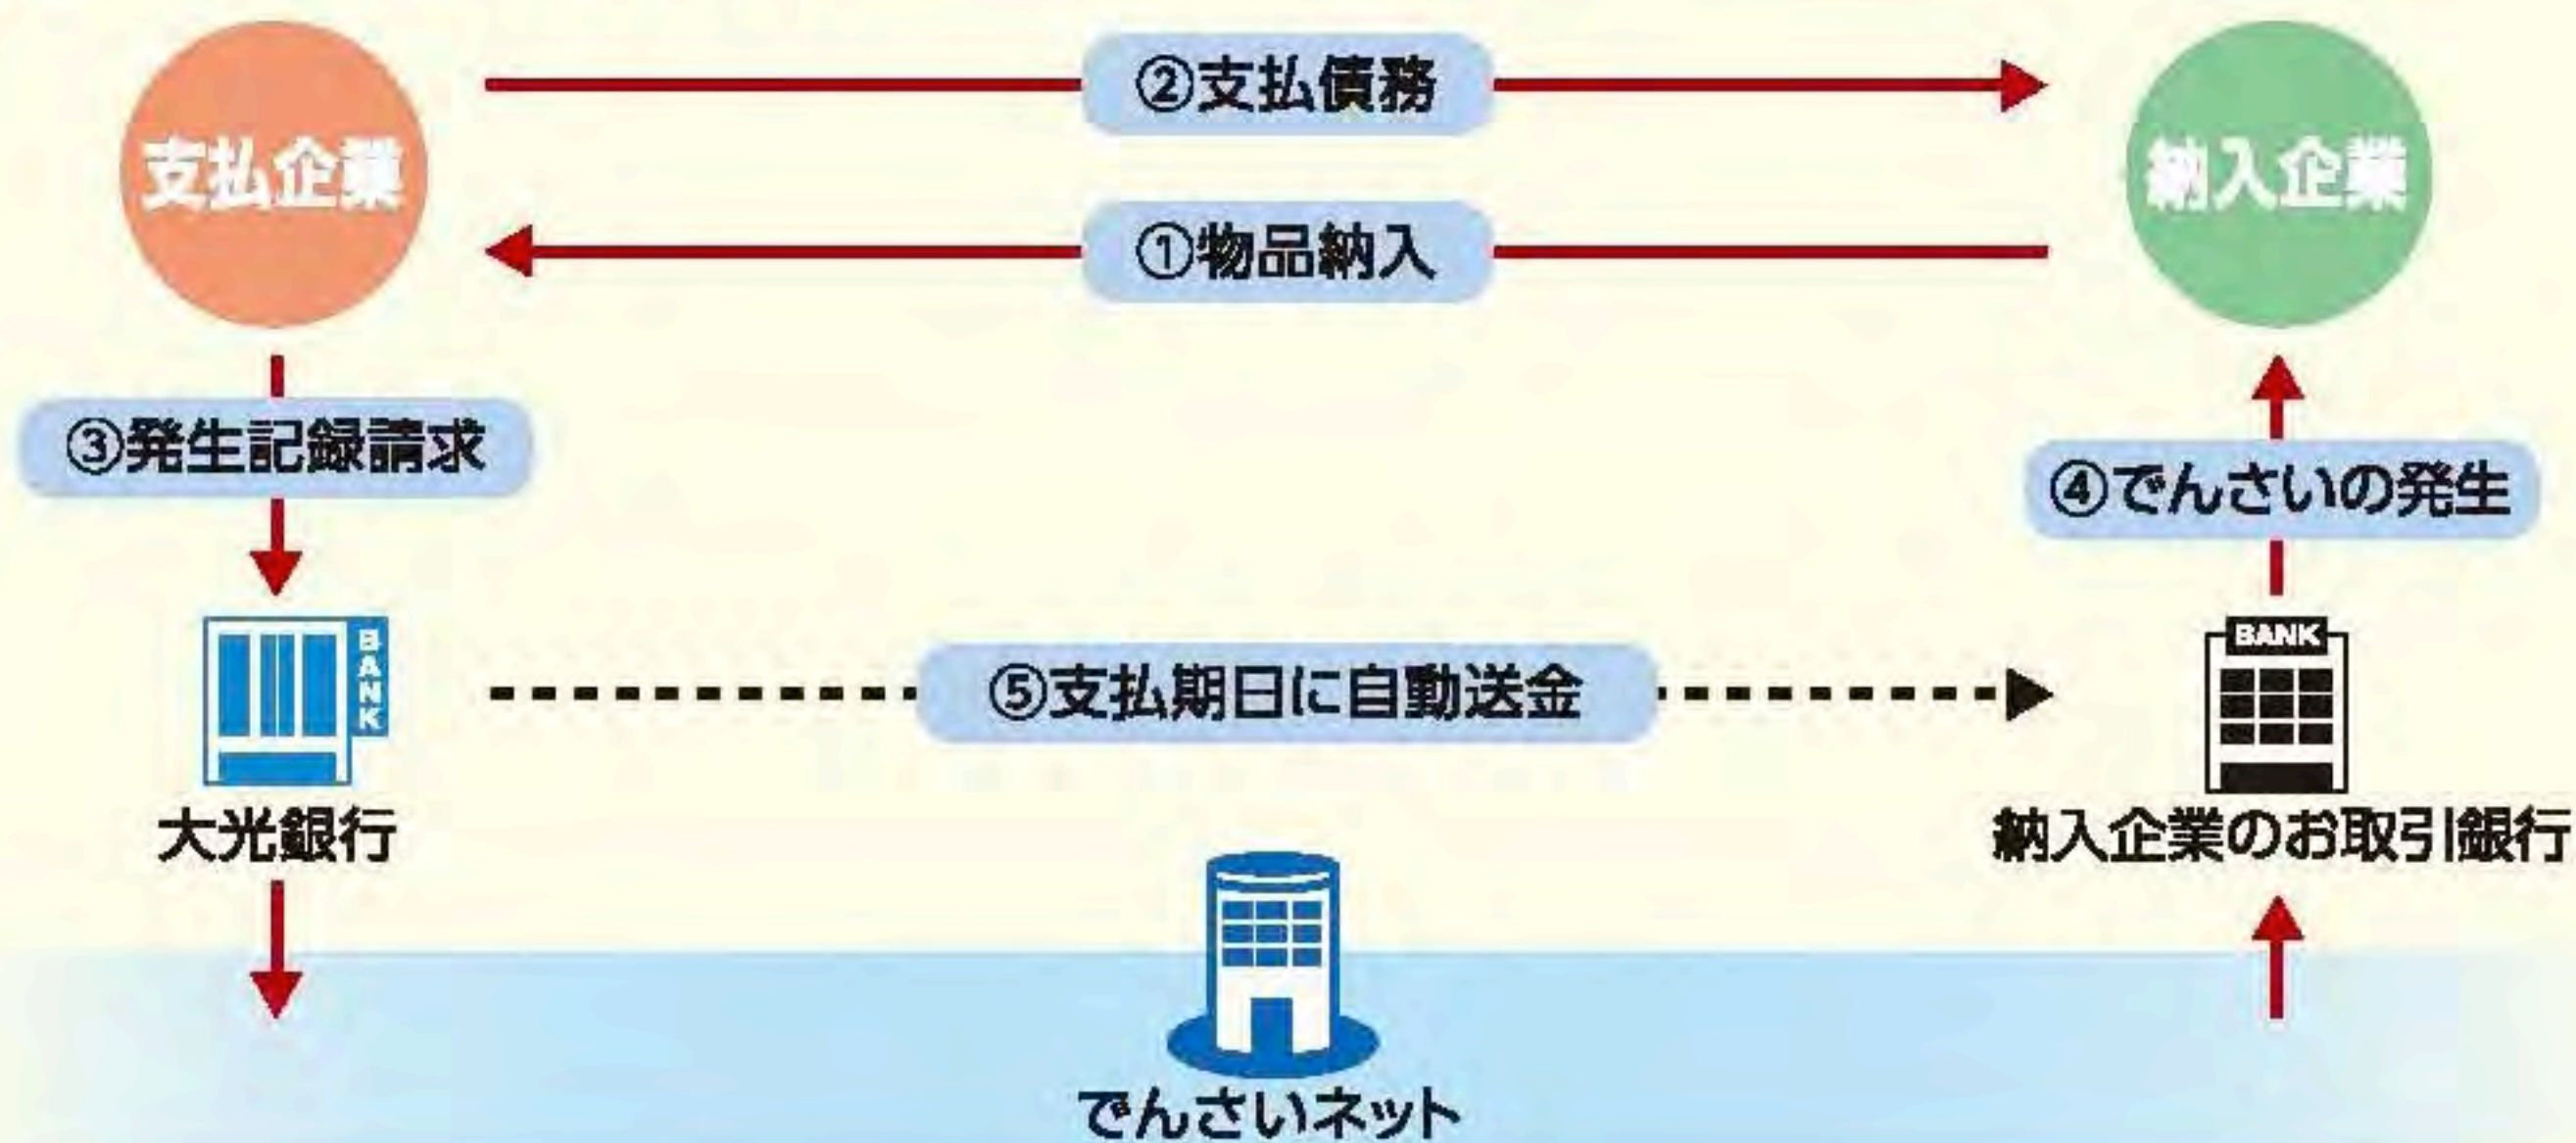 ②支払債務
支払企業
納入企業
①物品納入
③発生記録請求
④でんさいの発生
BANK
BANK
⑤支払期日に自動送金
大光銀行
納入企業のお取引銀行
でんさいネット